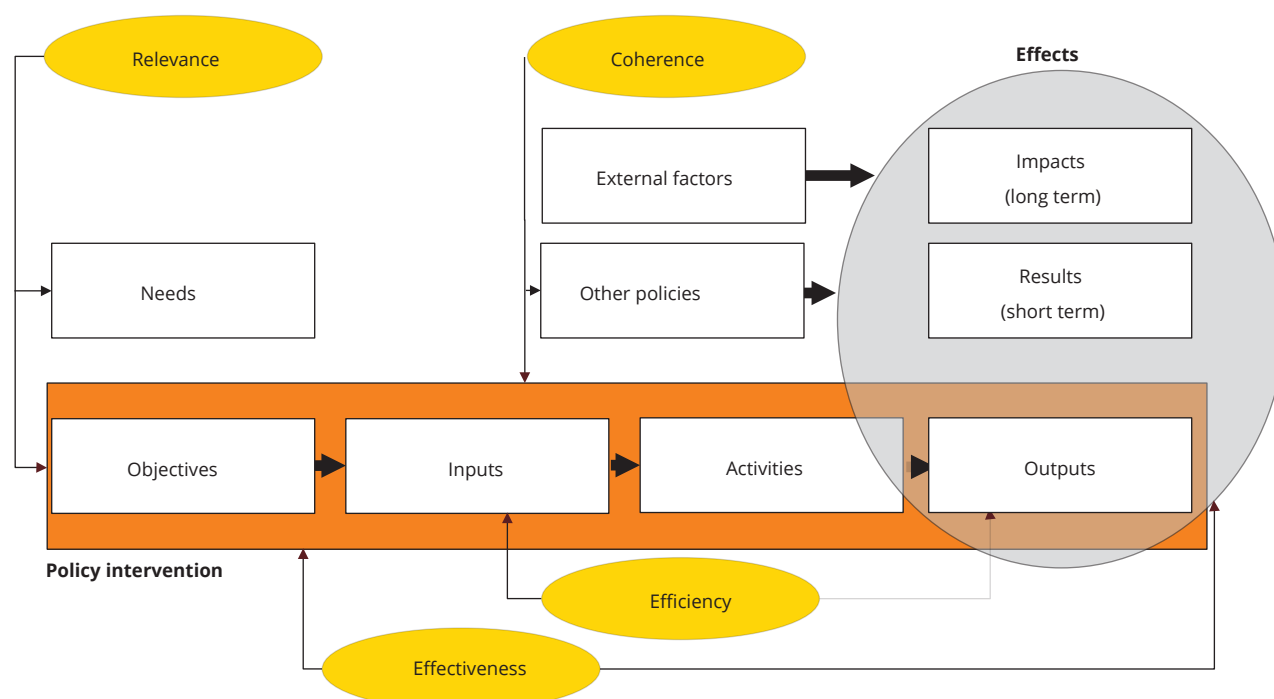 Relevance
Coherence
Effects
External factors
Impacts
(long term)
Needs
Other policies
Results
(short term)
Objectives
Inputs
Activities
Outputs
Policy intervention
Efficiency
Effectiveness